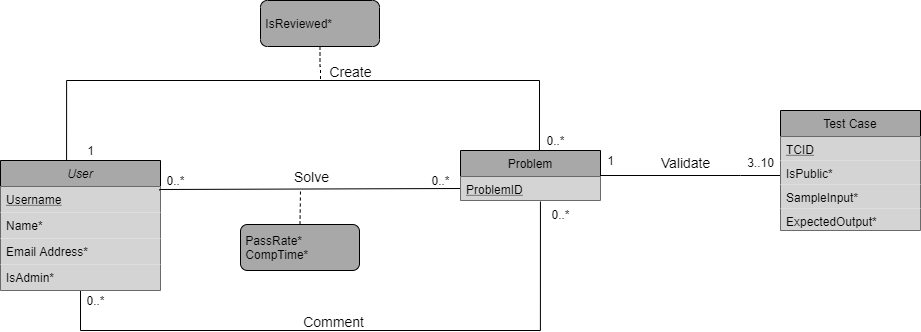 IsReviewed*
Create
1
0..*
User
Username
Name*
Email Address*
IsAdmin*
0..*
Solve
0..*
PassRate*
CompTime*
Problem
ProblemID
1
Validate
3..10
Test Case
TCID
IsPublic*
SampleInput*
ExpectedOutput*
0..*
0..*
Comment